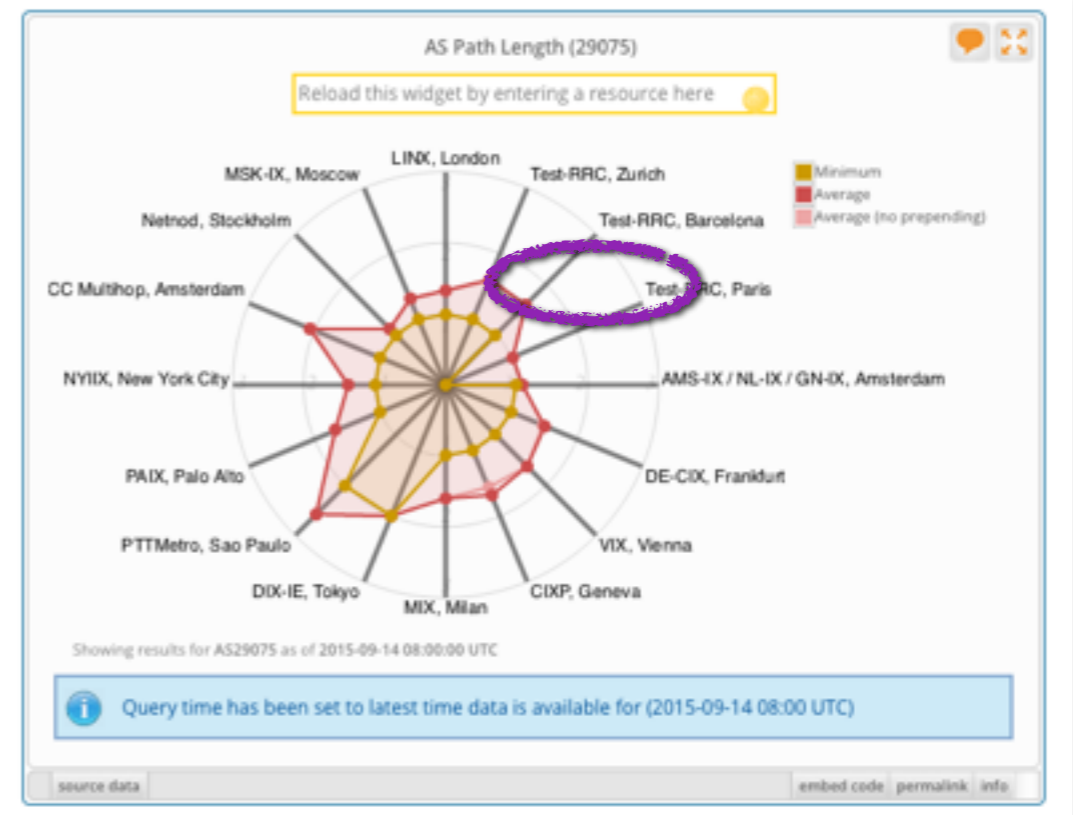 AS Path Length (29075)
Reload this widget by entering a resource here
LINX, London
MSK-IX, Moscow
Test-RRC, Zurich
Minimum
Average
Average (no prepending)
Netnod, Stockholm
Test-RRC, Barcelona
CC Multihop, Amsterdam
Test-RRC, Paris
NYIIX, New York City
AMS-IX / NL-IX / GN-IX, Amsterdam
PAIX, Palo Alto
DE-CIX, Frankfurt
PTTMetro, Sao Paulo
VIX, Vienna
DIX-IE, Tokyo
CIXP, Geneva
MIX, Milan
Showing results for AS29075 as of 2015-09-14 08:00:00 UTC
Query time has been set to latest time data is available for (2015-09-14 08:00 UTC)
source data
embed code permalink info